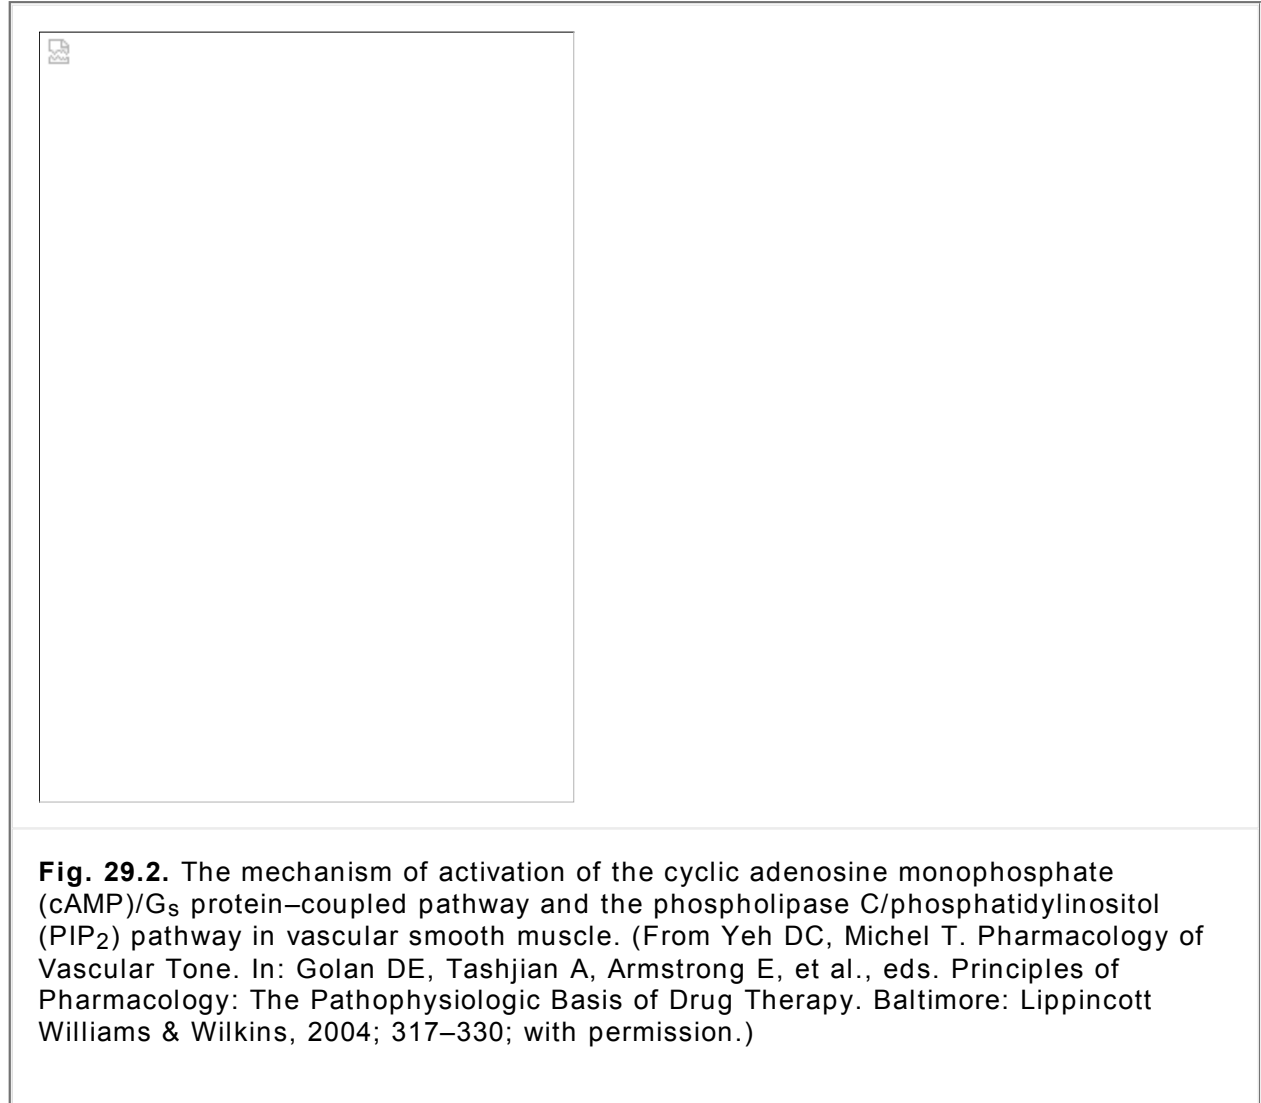 Fig. 29.2. The mechanism of activation of the cyclic adenosine monophosphate
(cAMP)/Gs protein–coupled pathway and the phospholipase C/phosphatidylinositol
(PIP2) pathway in vascular smooth muscle. (From Yeh DC, Michel T. Pharmacology of
Vascular Tone. In: Golan DE, Tashjian A, Armstrong E, et al., eds. Principles of
Pharmacology: The Pathophysiologic Basis of Drug Therapy. Baltimore: Lippincott
Williams & Wilkins, 2004; 317–330; with permission.)